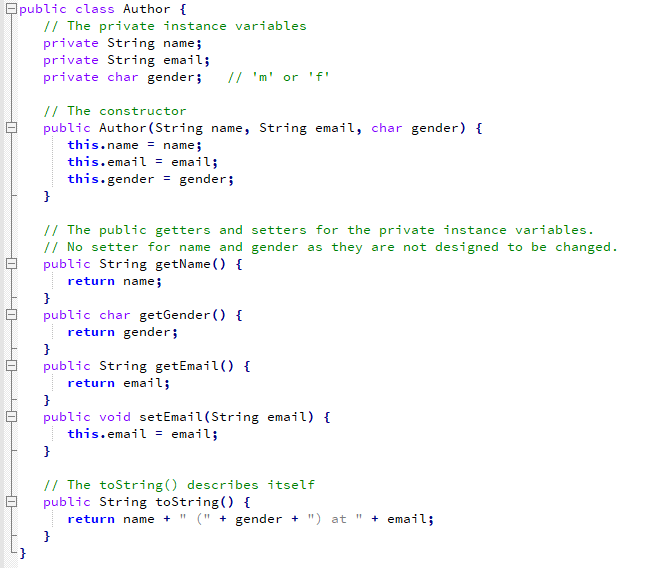 public class Author {
   // The private instance variables
   private String name;
   private String email;
   private char gender;   // 'm' or 'f'

   // The constructor
   public Author(String name, String email, char gender) {
      this.name = name;
      this.email = email;
      this.gender = gender;
   }

   // The public getters and setters for the private instance variables.
   // No setter for name and gender as they are not designed to be changed.
   public String getName() {
      return name;
   }
   public char getGender() {
      return gender;
   }
   public String getEmail() {
      return email;
   }
   public void setEmail(String email) {
      this.email = email;
   }

   // The toString() describes itself
   public String toString() {
      return name + " (" + gender + ") at " + email;
   }
}